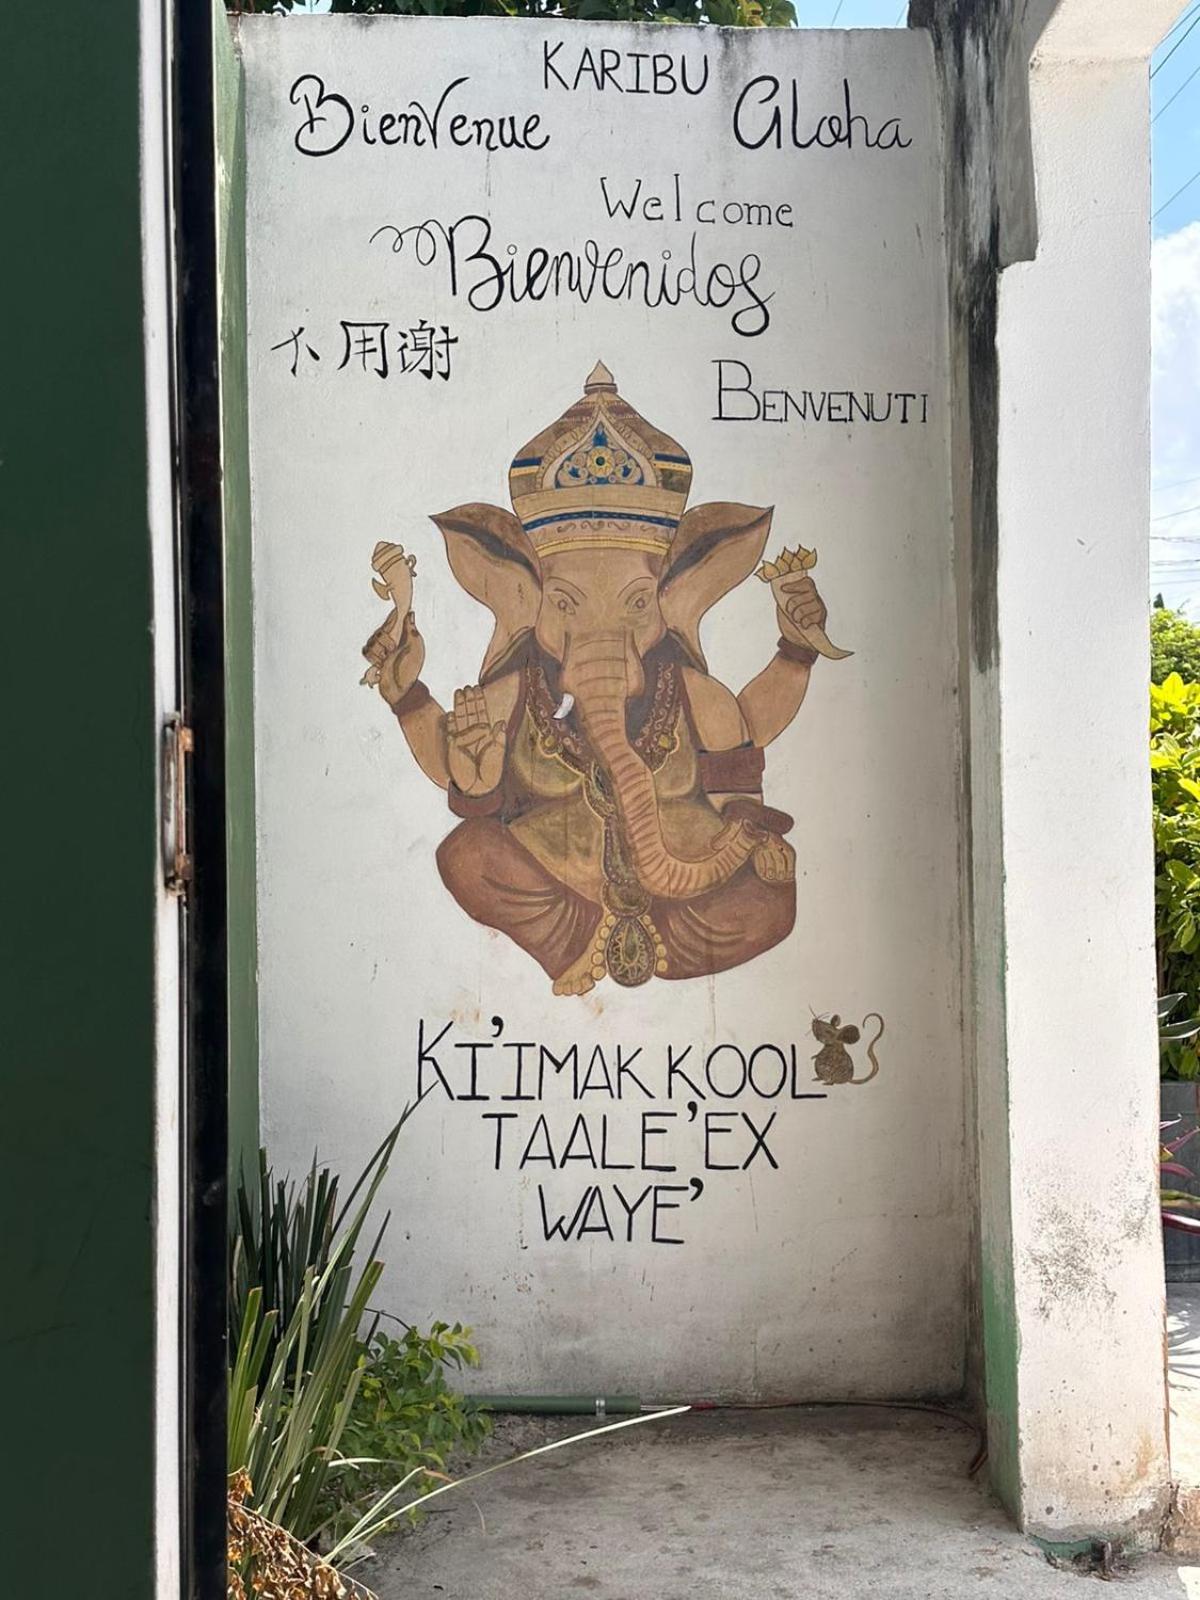 KARIBU
BienVenue
Aloha
Welcome
Bienvenidos
不用谢
BENVENUTI
KI'IMAK KOOL
TAALE'EX
WAYE'